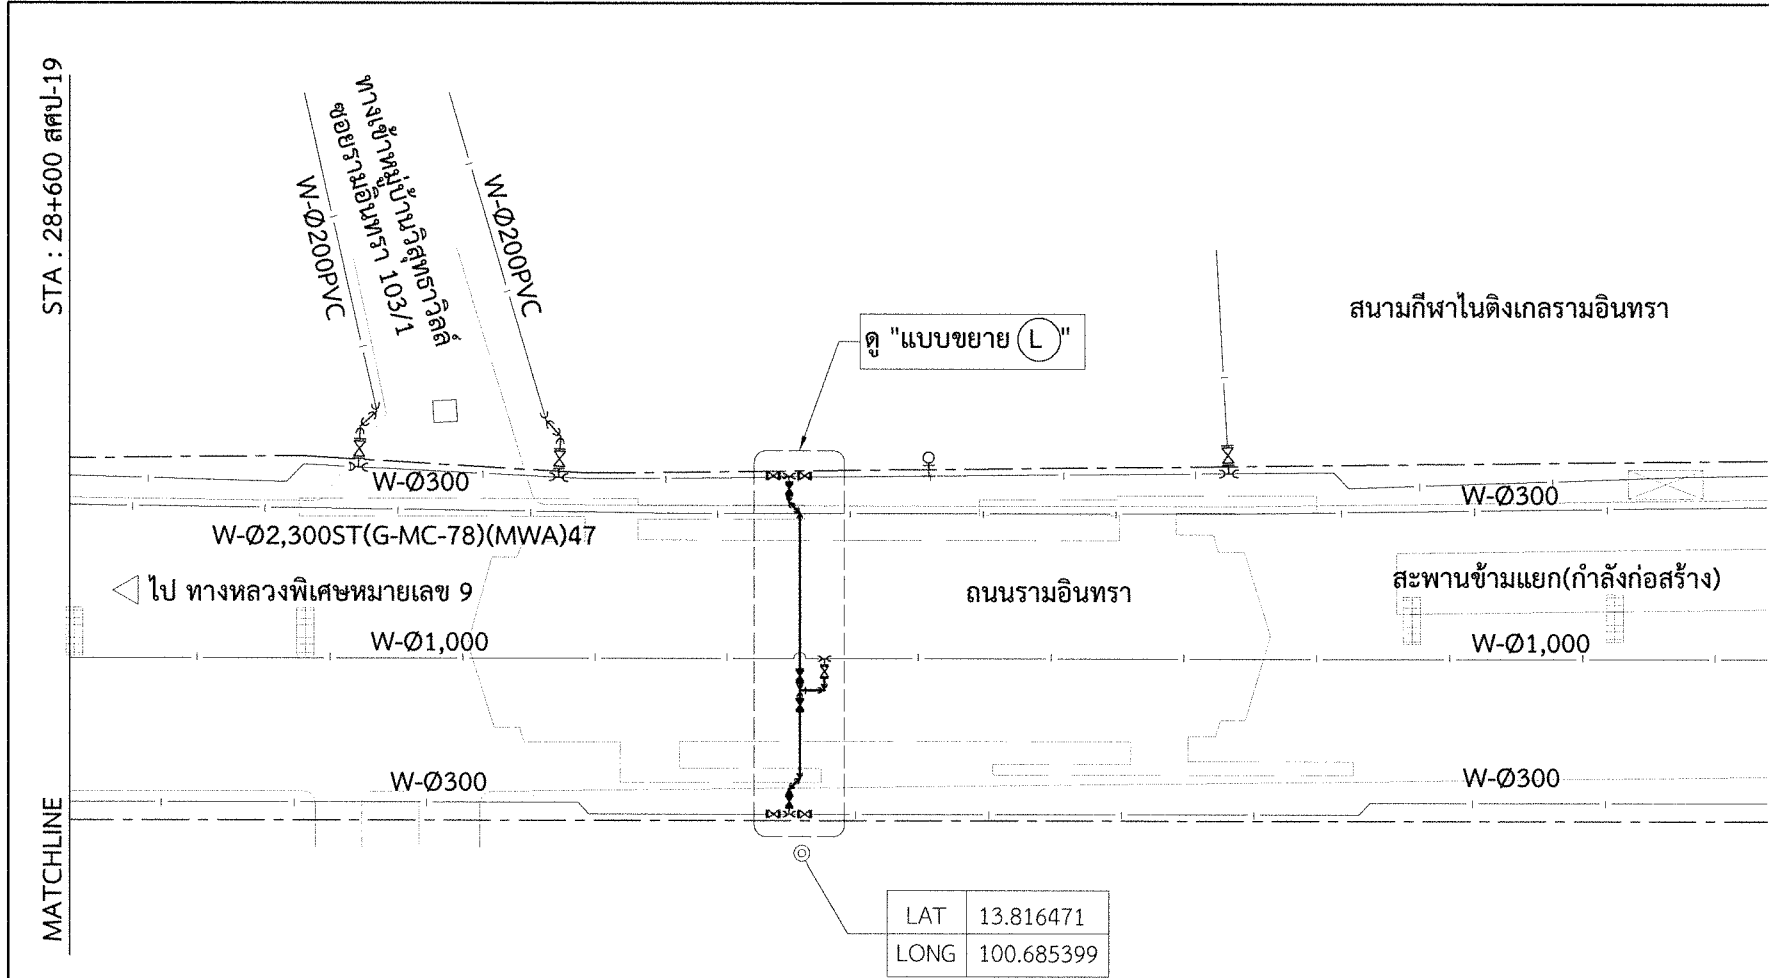 STA : 28+600 สศป-19
MATCHLINE
W-Ø200PVC
ทางเข้าหมู่บ้านวิสุทธาวิลล์
ซอยรามอินทรา 103/1
W-Ø200PVC
สนามกีฬาไนติงเกลรามอินทรา
ดู "แบบขยาย L"
W-Ø300
W-Ø300
W-Ø2,300ST(G-MC-78)(MWA)47
ไป ทางหลวงพิเศษหมายเลข 9
ถนนรามอินทรา
สะพานข้ามแยก(กำลังก่อสร้าง)
W-Ø1,000
W-Ø1,000
W-Ø300
W-Ø300
LAT 13.816471
LONG 100.685399